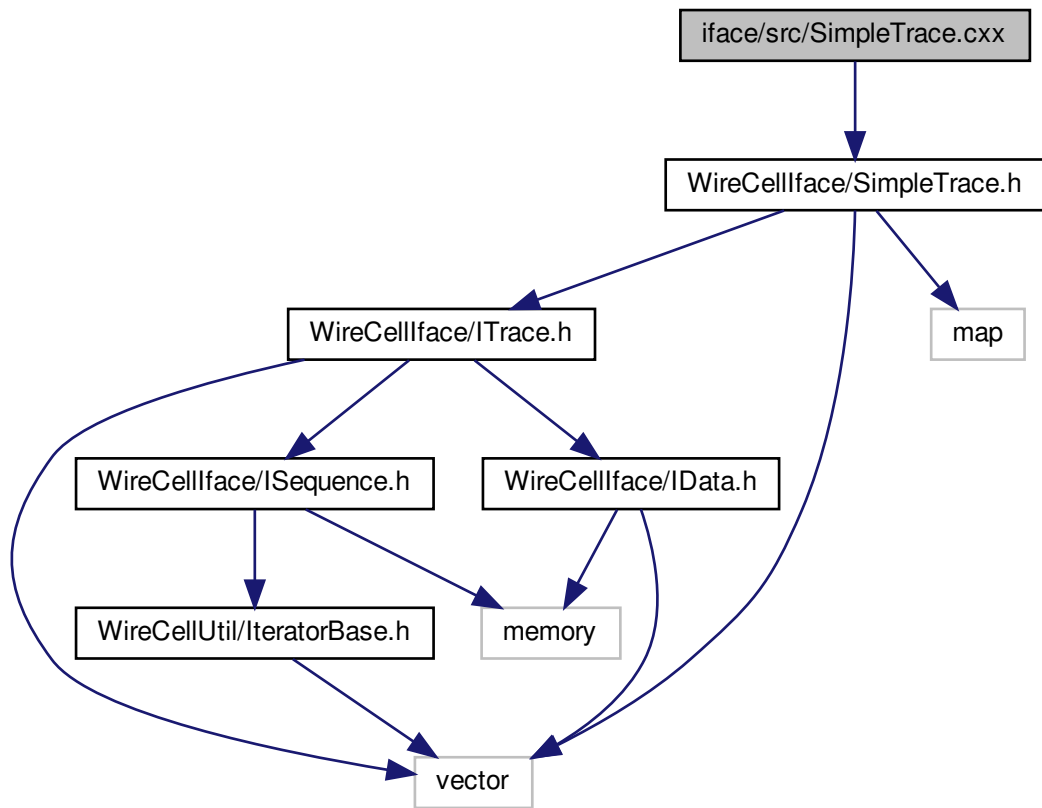 iface/src/SimpleTrace.cxx
WireCellIface/SimpleTrace.h
WireCellIface/ITrace.h
map
WireCellIface/ISequence.h
WireCellIface/IData.h
WireCellUtil/IteratorBase.h
memory
vector